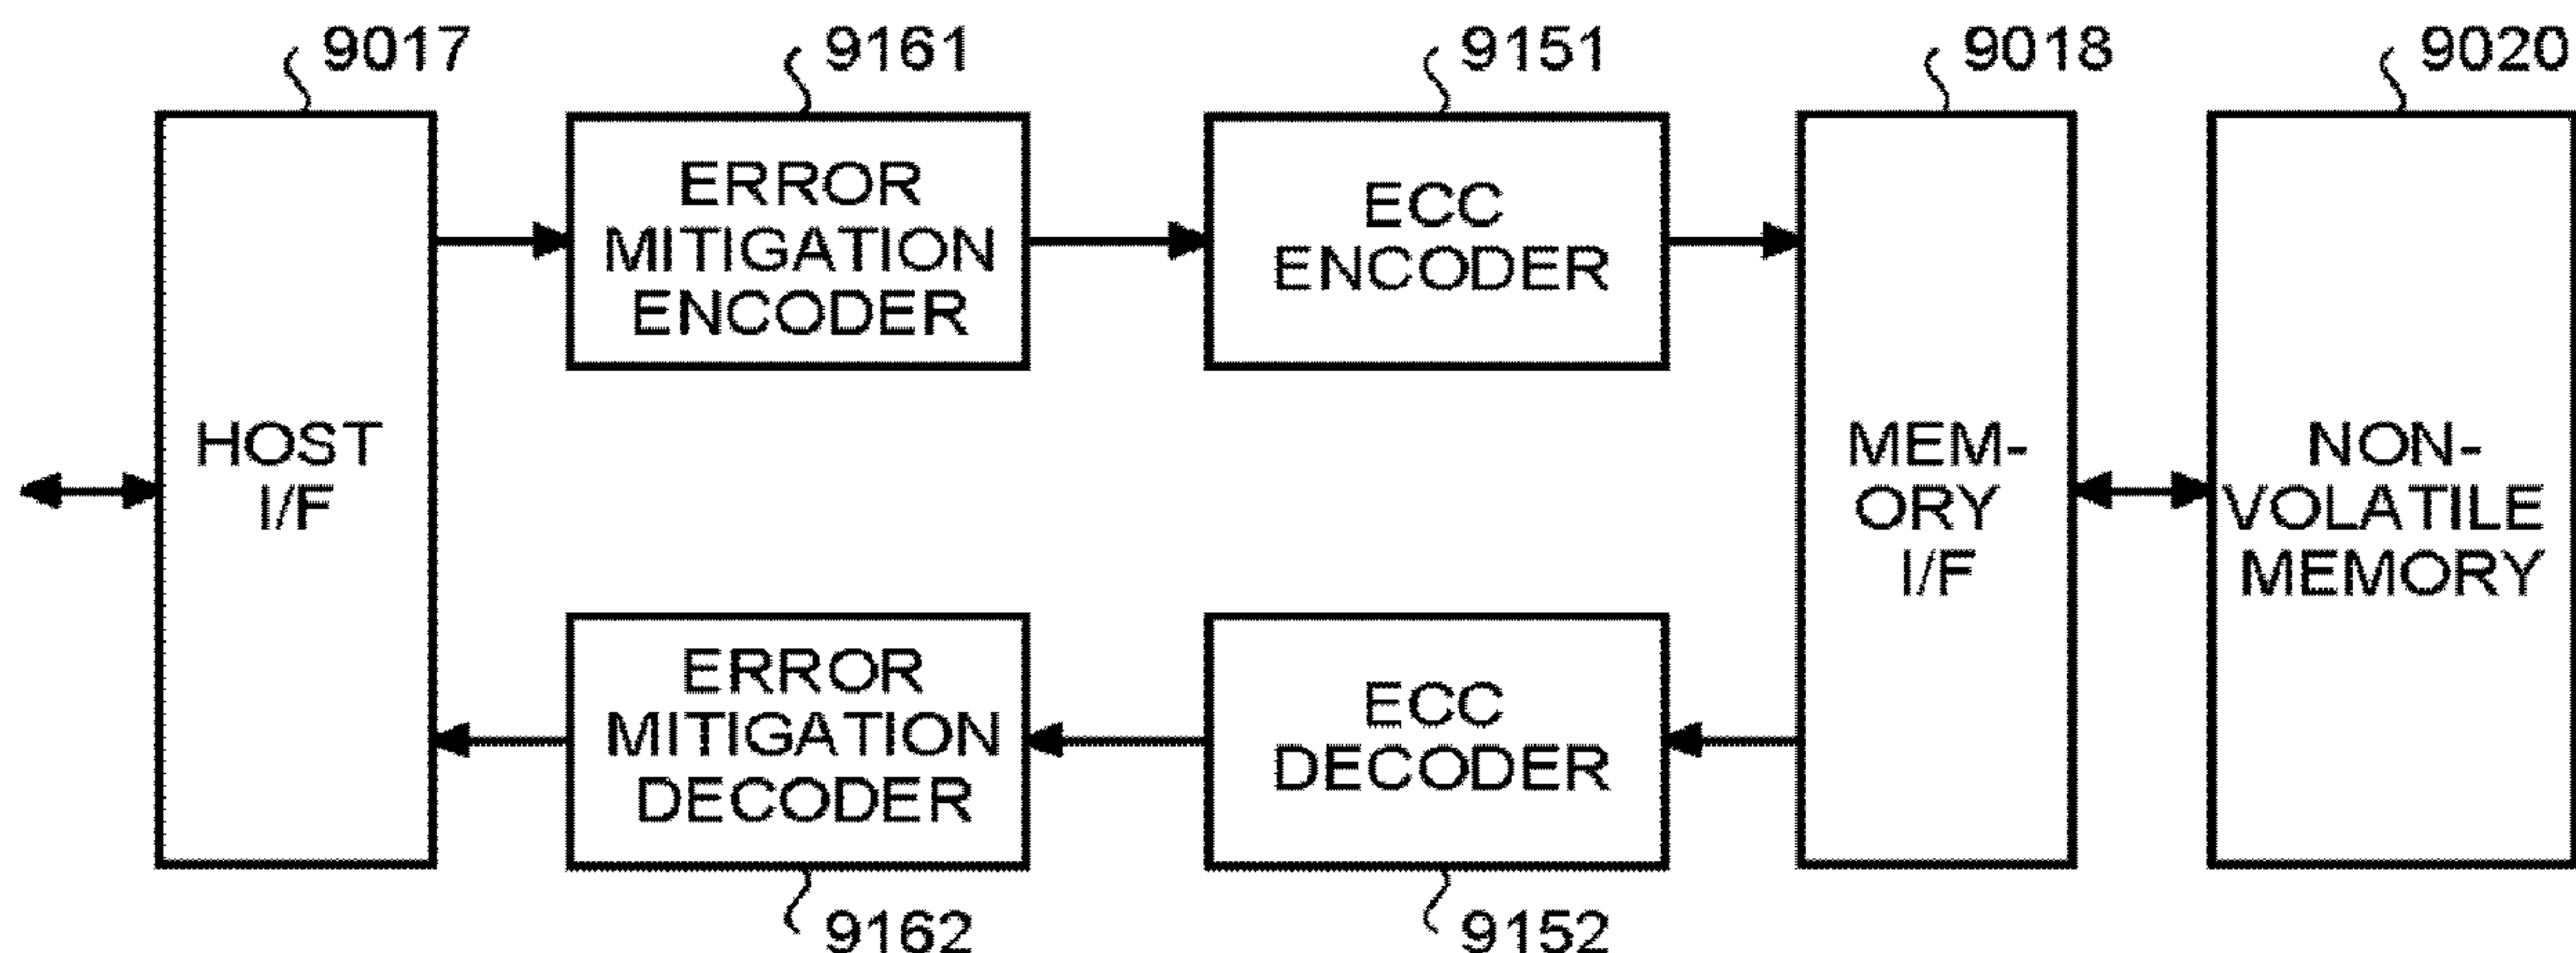 9017
9161
9151
9018
9020
HOST
I/F
ERROR
MITIGATION
ENCODER
ECC
ENCODER
MEM-
ORY
I/F
NON-
VOLATILE
MEMORY
ERROR
MITIGATION
DECODER
ECC
DECODER
9162
9152